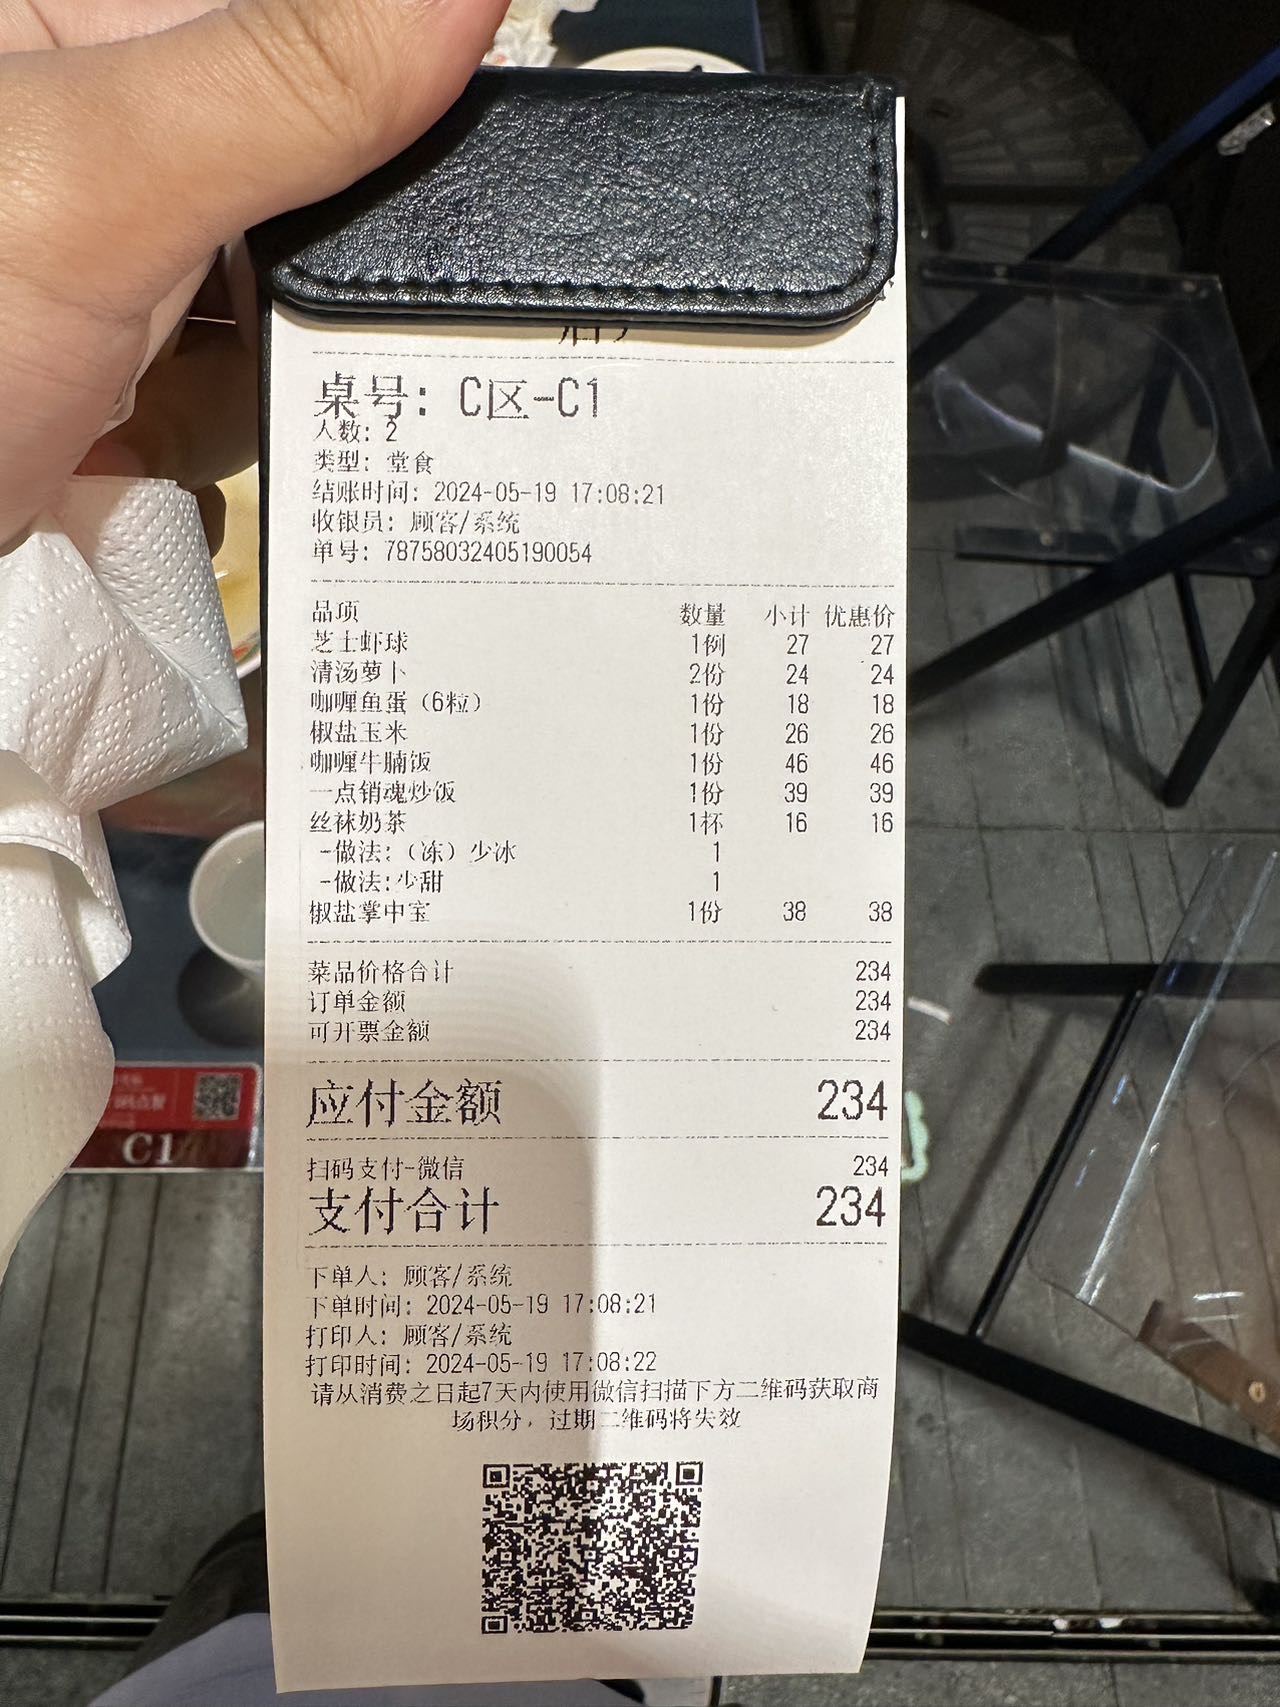 桌号: C区-C1
人数: 2
类型: 堂食
结账时间: 2024-05-19 17:08:21
收银员: 顾客/系统
单号: 78758032405190054
品项 数量 小计 优惠价
芝士虾球 1例 27 27
清汤萝卜 2份 24 24
咖喱鱼蛋（6粒） 1份 18 18
椒盐玉米 1份 26 26
咖喱牛腩饭 1份 46 46
一点销魂炒饭 1份 39 39
丝袜奶茶 1杯 16 16
-做法:（冻）少冰 1
-做法:少甜 1
椒盐掌中宝 1份 38 38
菜品价格合计 234
订单金额 234
可开票金额 234
应付金额 234
扫码支付-微信 234
支付合计 234
下单人: 顾客/系统
下单时间: 2024-05-19 17:08:21
打印人: 顾客/系统
打印时间: 2024-05-19 17:08:22
请从消费之日起7天内使用微信扫描下方二维码获取商
场积分，过期二维码将失效
C1